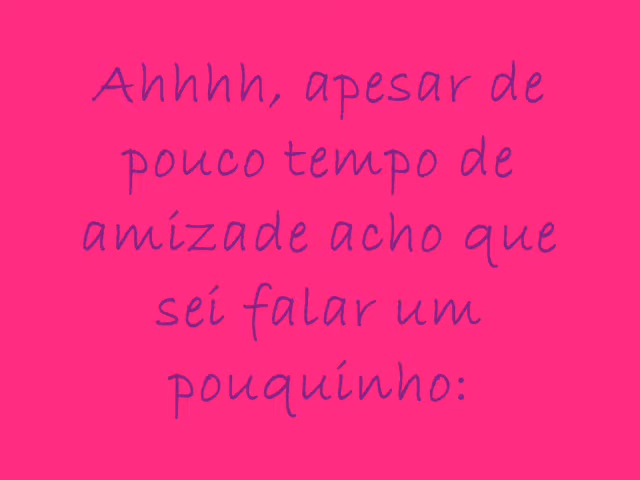 Ahhhh, apesar de
pouco tempo de
amizade acho que
sei falar um
pouquinho: